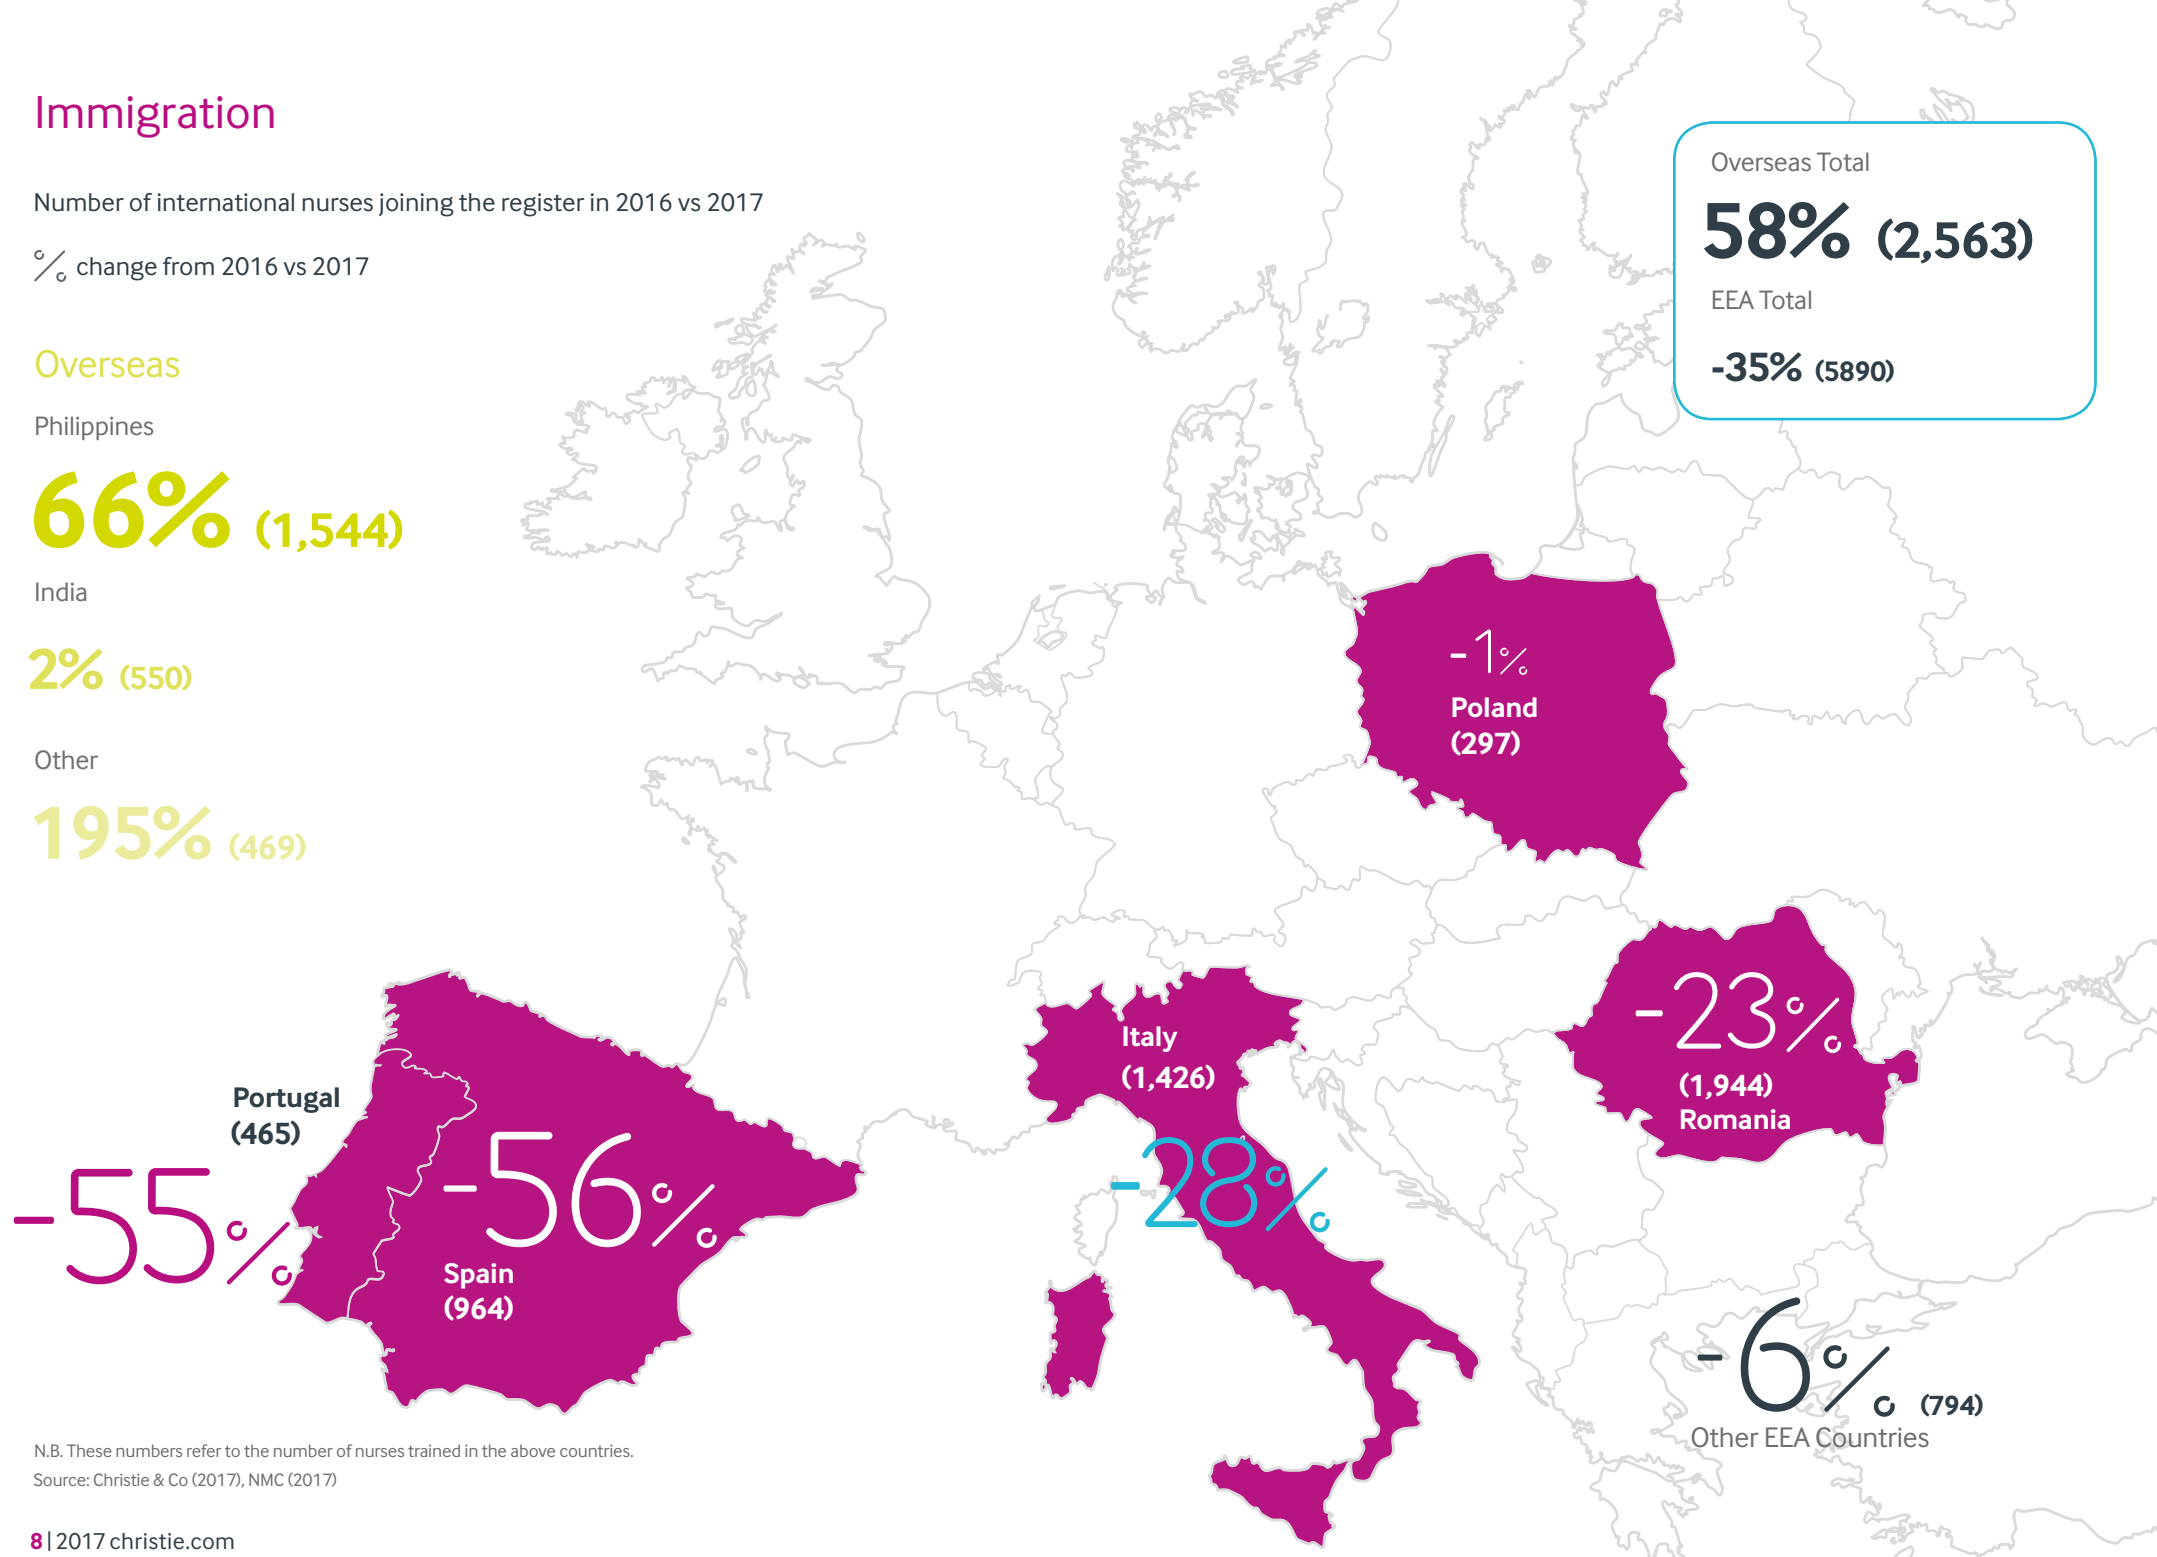 Immigration
Number of international nurses joining the register in 2016 vs 2017
% change from 2016 vs 2017
Overseas
Philippines
66% (1,544)
India
2% (550)
Other
195% (469)
Overseas Total
58% (2,563)
EEA Total
-35% (5890)
-1%
Poland
(297)
-23%
(1,944)
Romania
Italy
(1,426)
-28%
Portugal
(465)
-55%
-56%
Spain
(964)
-6% (794)
Other EEA Countries
N.B. These numbers refer to the number of nurses trained in the above countries.
Source: Christie & Co (2017), NMC (2017)
8 | 2017 christie.com